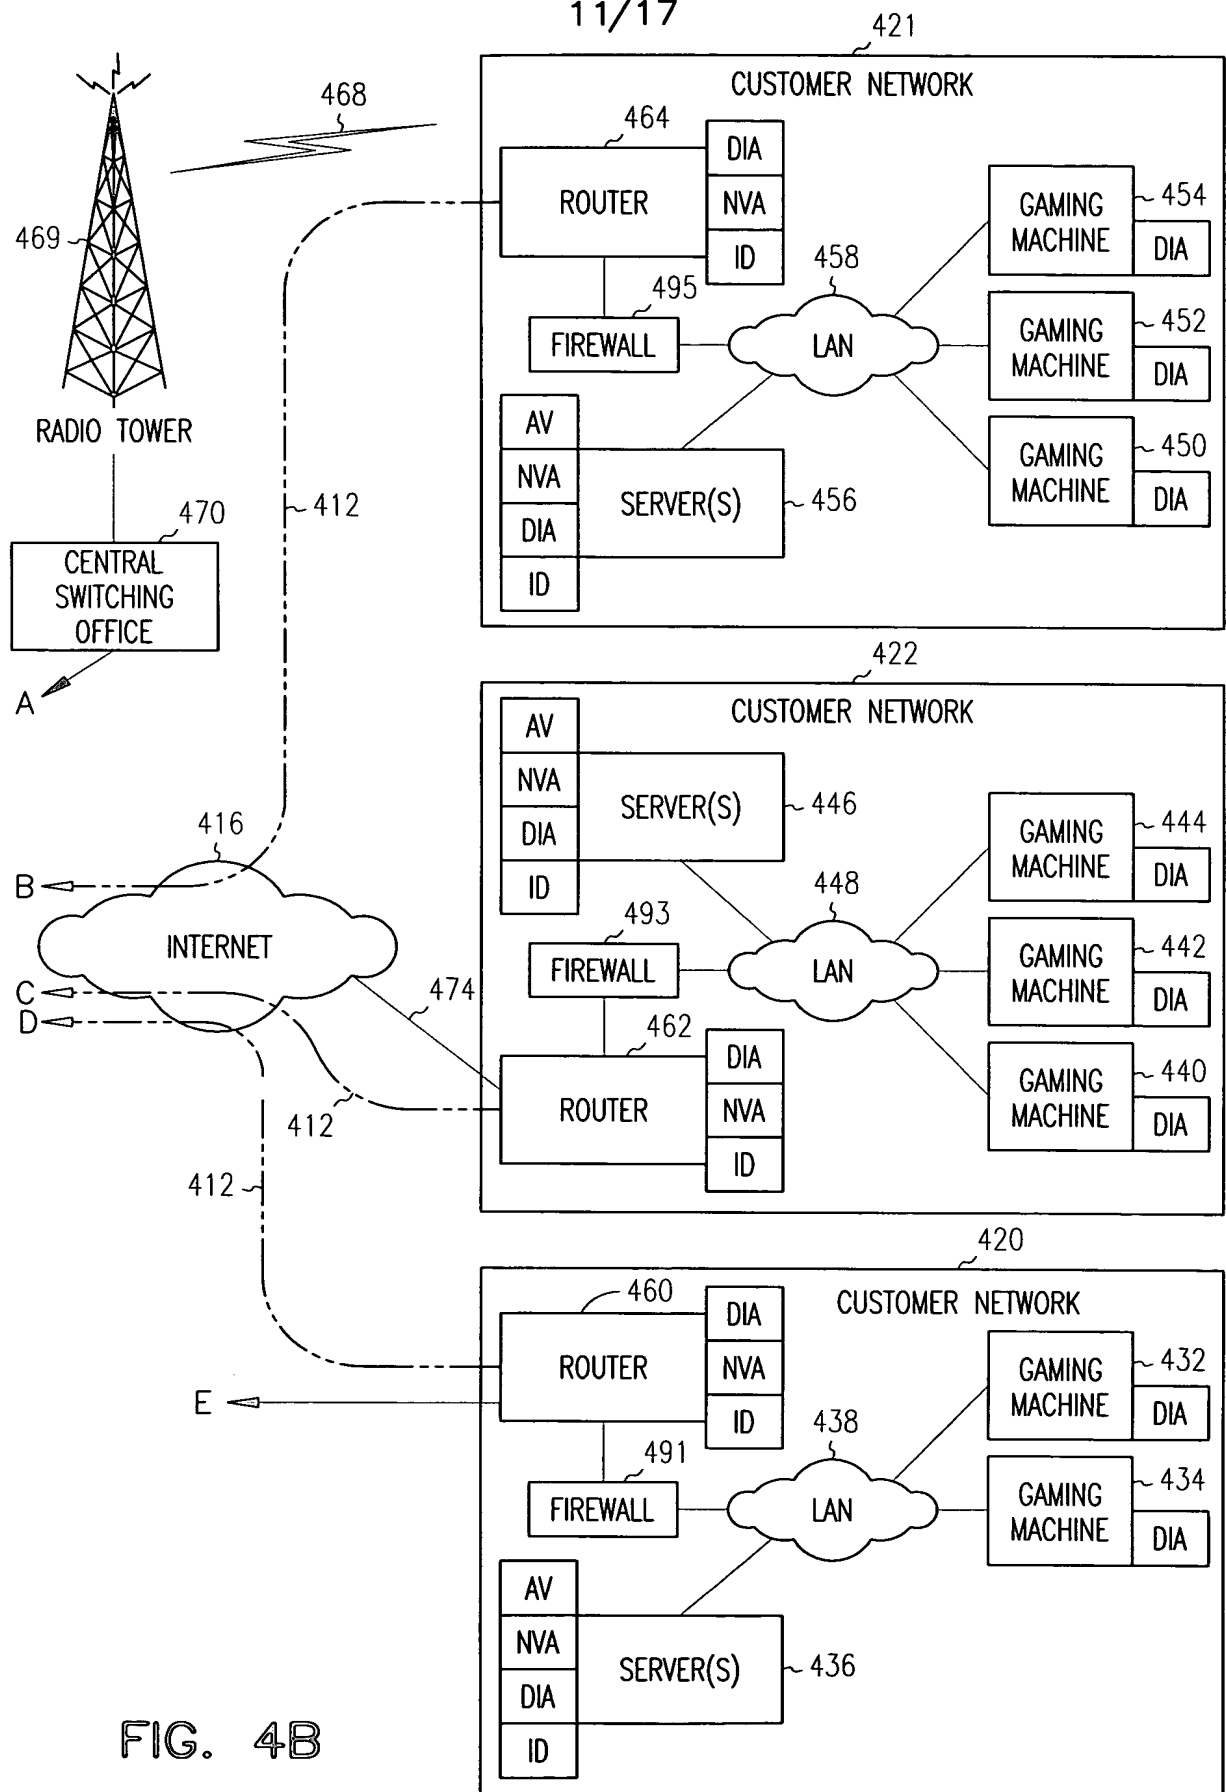 11/17
421
CUSTOMER NETWORK
468
464
DIA
NVA
ID
ROUTER
469
GAMING
MACHINE
454
DIA
458
495
FIREWALL
LAN
GAMING
MACHINE
452
DIA
RADIO TOWER
AV
NVA
DIA
ID
SERVER(S)
456
GAMING
MACHINE
450
DIA
412
470
CENTRAL
SWITCHING
OFFICE
A
422
CUSTOMER NETWORK
AV
NVA
DIA
ID
SERVER(S)
446
GAMING
MACHINE
444
DIA
416
B
INTERNET
448
493
FIREWALL
LAN
GAMING
MACHINE
442
DIA
C
D
474
462
ROUTER
DIA
NVA
ID
GAMING
MACHINE
440
DIA
412
412
420
CUSTOMER NETWORK
460
ROUTER
DIA
NVA
ID
GAMING
MACHINE
432
DIA
E
438
491
FIREWALL
LAN
GAMING
MACHINE
434
DIA
AV
NVA
DIA
ID
SERVER(S)
436
FIG. 4B